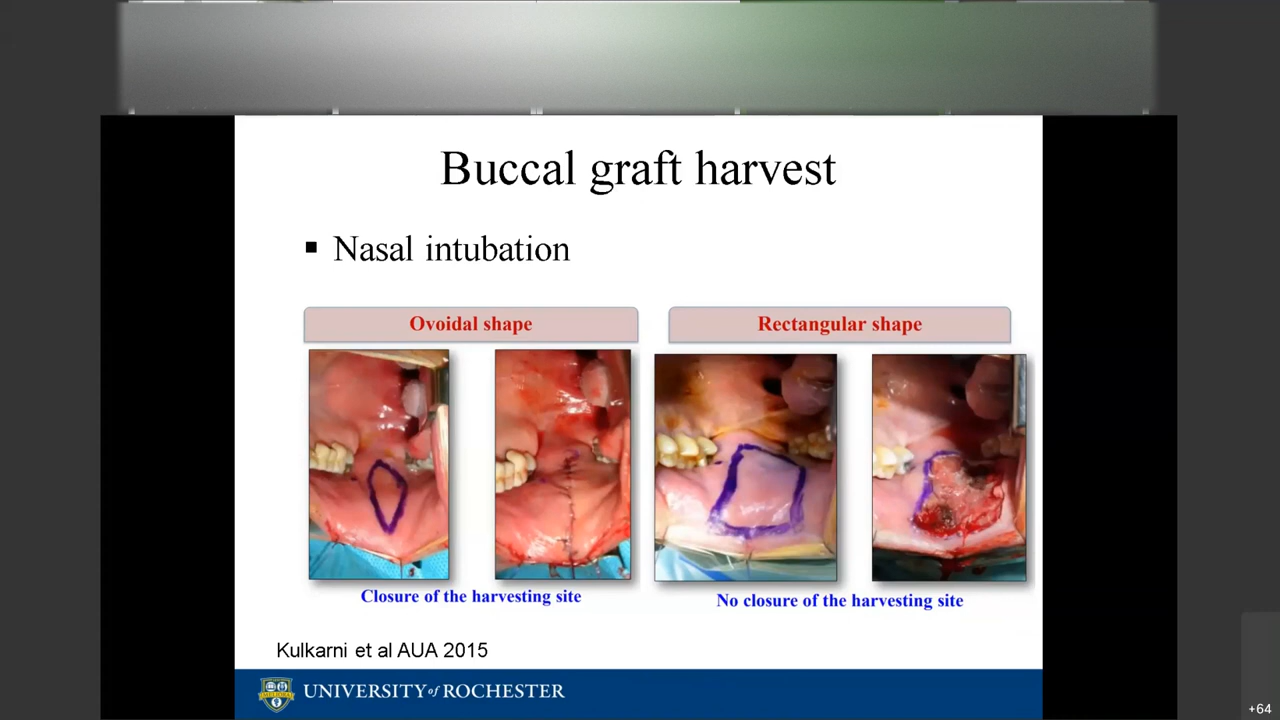 Buccal graft harvest
▪ Nasal intubation
Ovoidal shape
Rectangular shape
Closure of the harvesting site
No closure of the harvesting site
Kulkarni et al AUA 2015
UNIVERSITY of ROCHESTER
+64